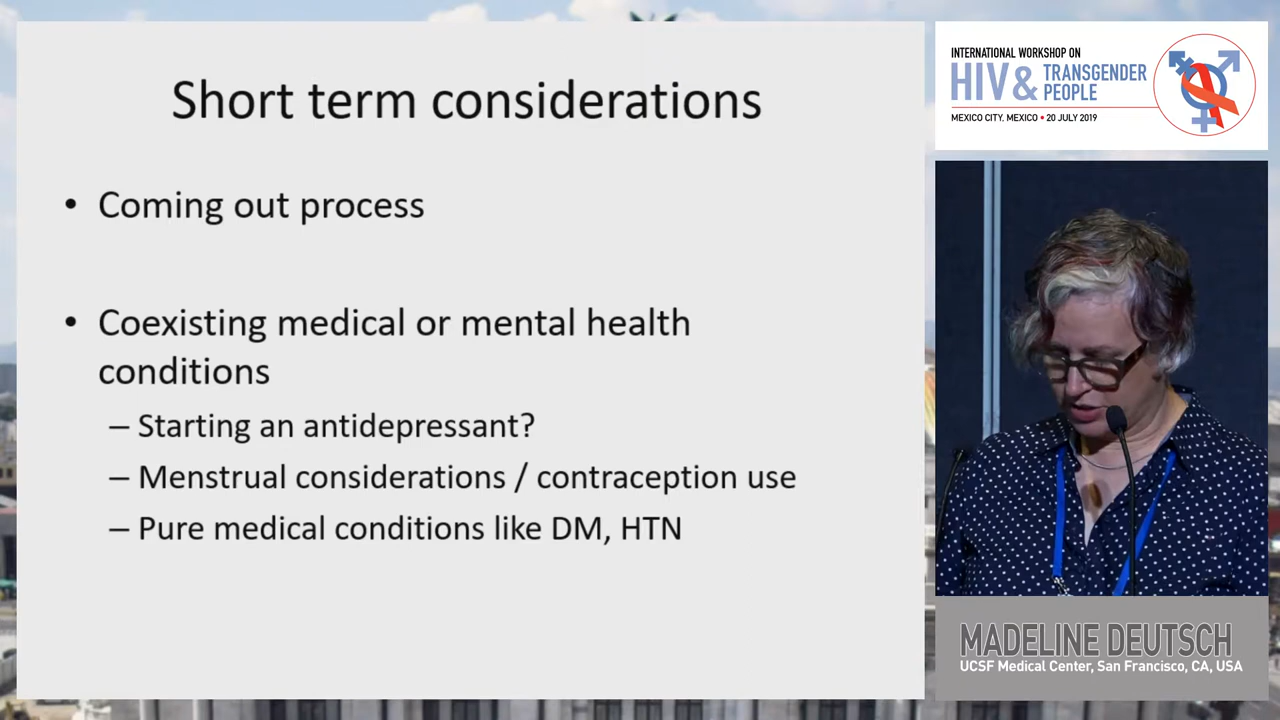 Short term considerations
• Coming out process
• Coexisting medical or mental health
conditions
– Starting an antidepressant?
– Menstrual considerations / contraception use
– Pure medical conditions like DM, HTN
INTERNATIONAL WORKSHOP ON
HIV & TRANSGENDER
PEOPLE
MEXICO CITY, MEXICO • 20 JULY 2019
MADELINE DEUTSCH
UCSF Medical Center, San Francisco, CA, USA